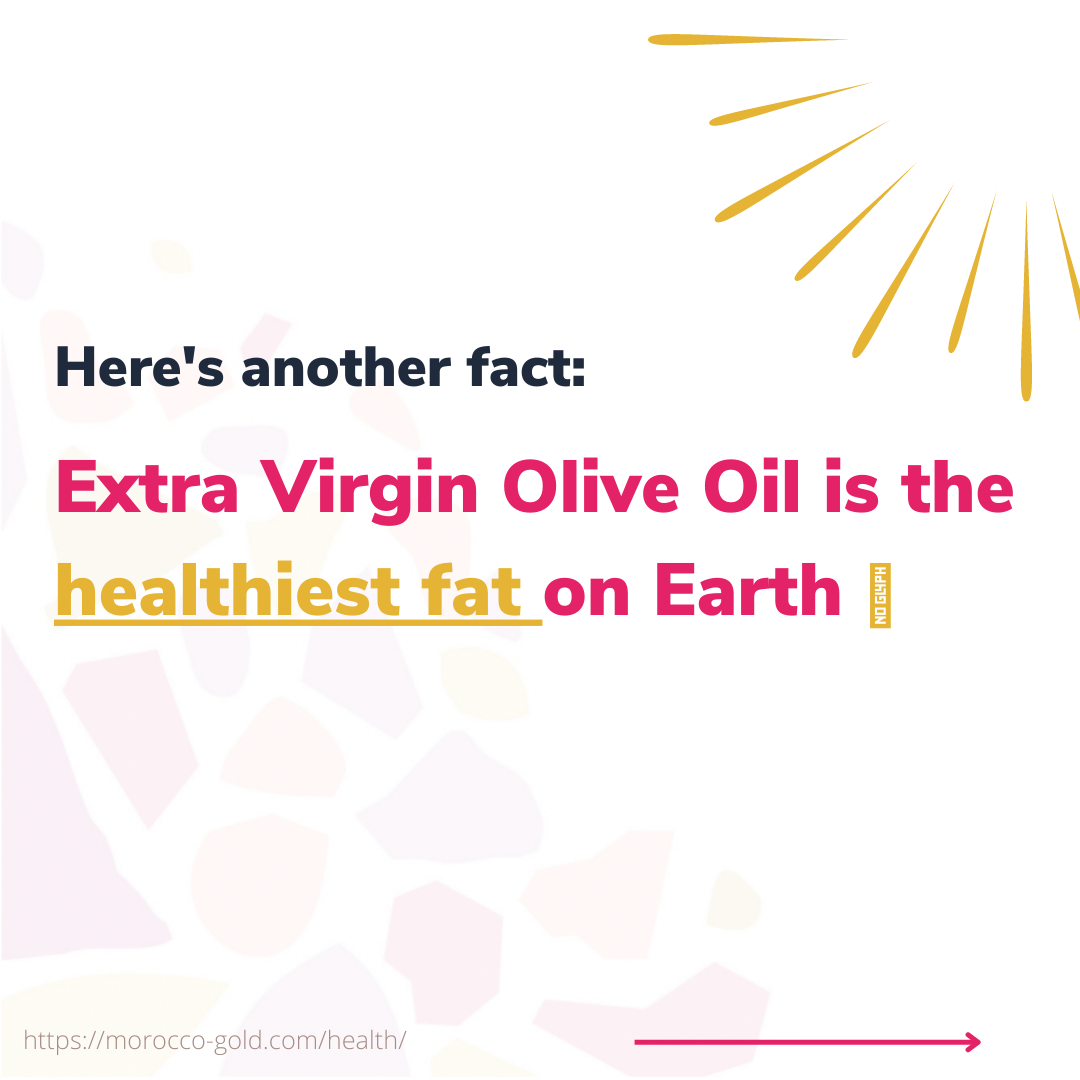 Here's another fact:
Extra Virgin Olive Oil is the
healthiest fat on Earth
NO GLYPH
https://morocco-gold.com/health/